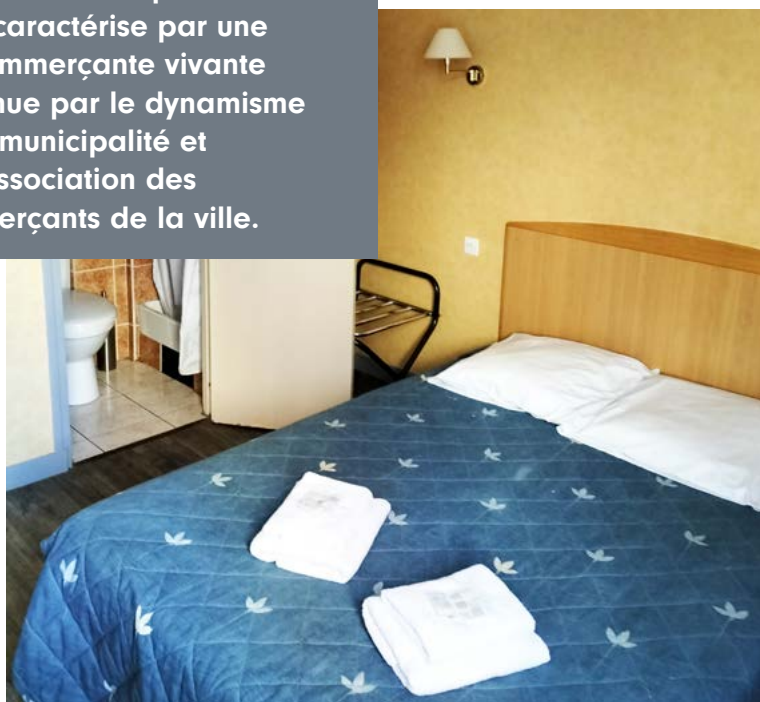 caractérise par une
mmerçante vivante
nue par le dynamisme
municipalité et
ssociation des
erçants de la ville.